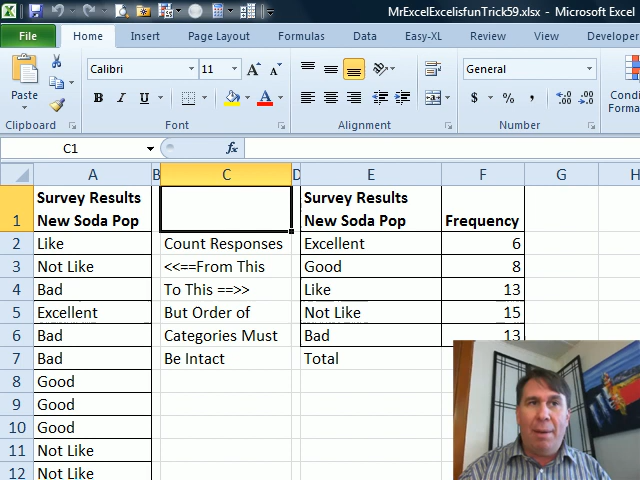 MrExcelExcelisfunTrick59.xlsx - Microsoft Excel
File Home Insert Page Layout Formulas Data Easy-XL Review View Developer
Paste
Calibri 11 General
B I U $ % ,
Clipboard Font Alignment Number
C1 fx
A B C D E F G H
1 Survey Results New Soda Pop Survey Results New Soda Pop Frequency
2 Like Count Responses Excellent 6
3 Not Like <<==From This Good 8
4 Bad To This ==>> Like 13
5 Excellent But Order of Not Like 15
6 Bad Categories Must Bad 13
7 Bad Be Intact Total
8 Good
9 Good
10 Good
11 Not Like
12 Not Like